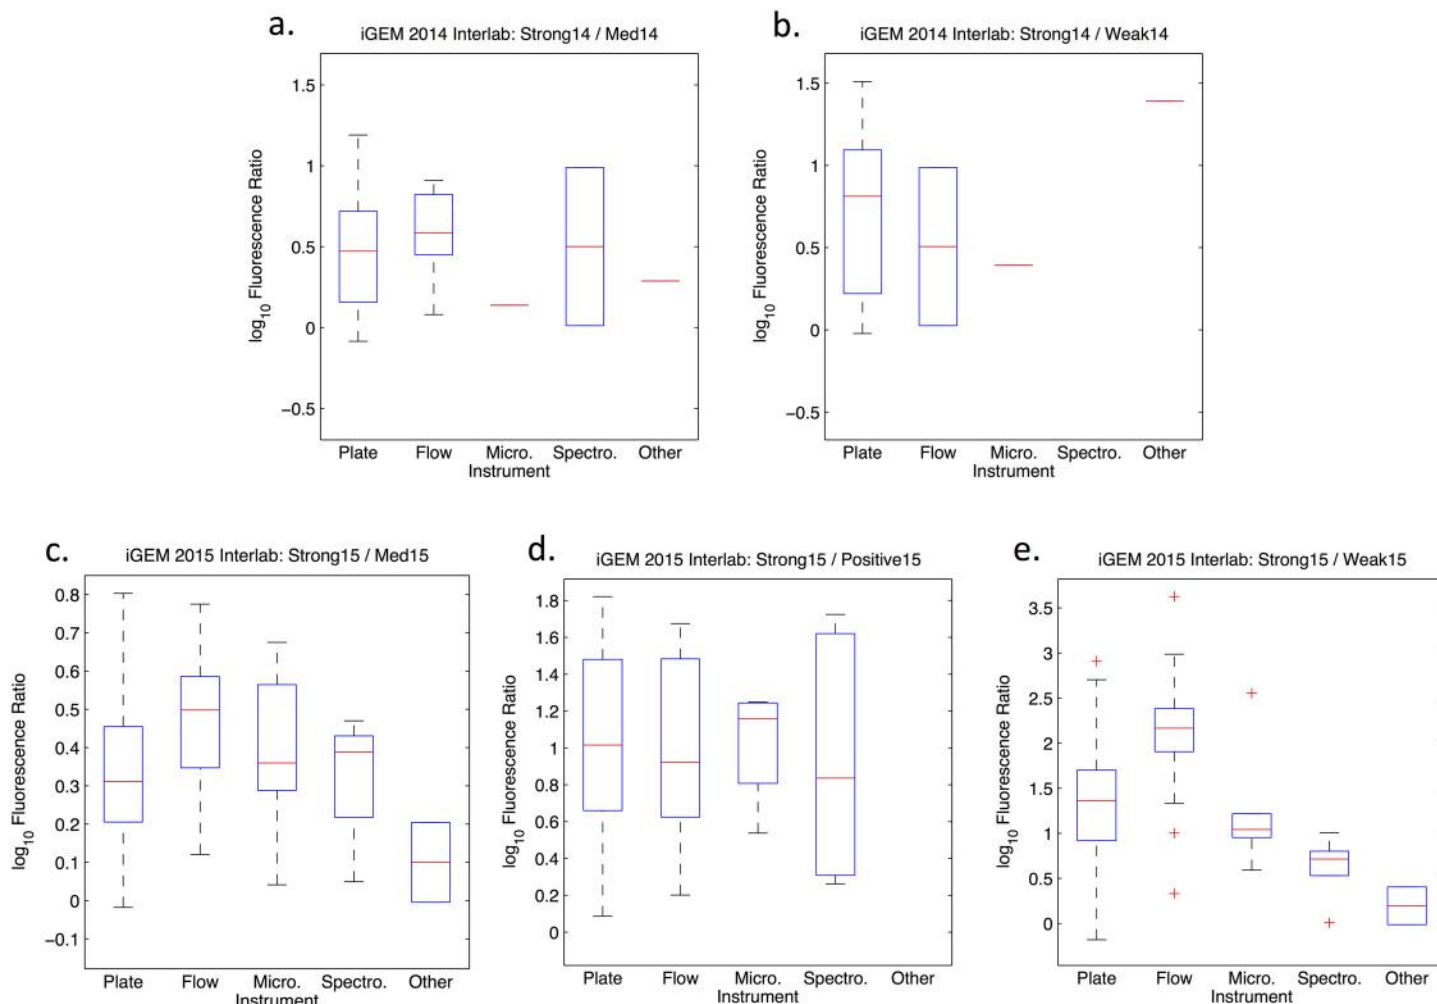 a.
iGEM 2014 Interlab: Strong14 / Med14
log10 Fluorescence Ratio
1.5
1
0.5
0
−0.5
Plate Flow Micro. Spectro. Other
Instrument
b.
iGEM 2014 Interlab: Strong14 / Weak14
log10 Fluorescence Ratio
1.5
1
0.5
0
−0.5
Plate Flow Micro. Spectro. Other
Instrument
c.
iGEM 2015 Interlab: Strong15 / Med15
log10 Fluorescence Ratio
0.8
0.7
0.6
0.5
0.4
0.3
0.2
0.1
0
−0.1
Plate Flow Micro. Spectro. Other
Instrument
d.
iGEM 2015 Interlab: Strong15 / Positive15
log10 Fluorescence Ratio
1.8
1.6
1.4
1.2
1
0.8
0.6
0.4
0.2
0
Plate Flow Micro. Spectro. Other
Instrument
e.
iGEM 2015 Interlab: Strong15 / Weak15
log10 Fluorescence Ratio
3.5
3
2.5
2
1.5
1
0.5
0
Plate Flow Micro. Spectro. Other
Instrument